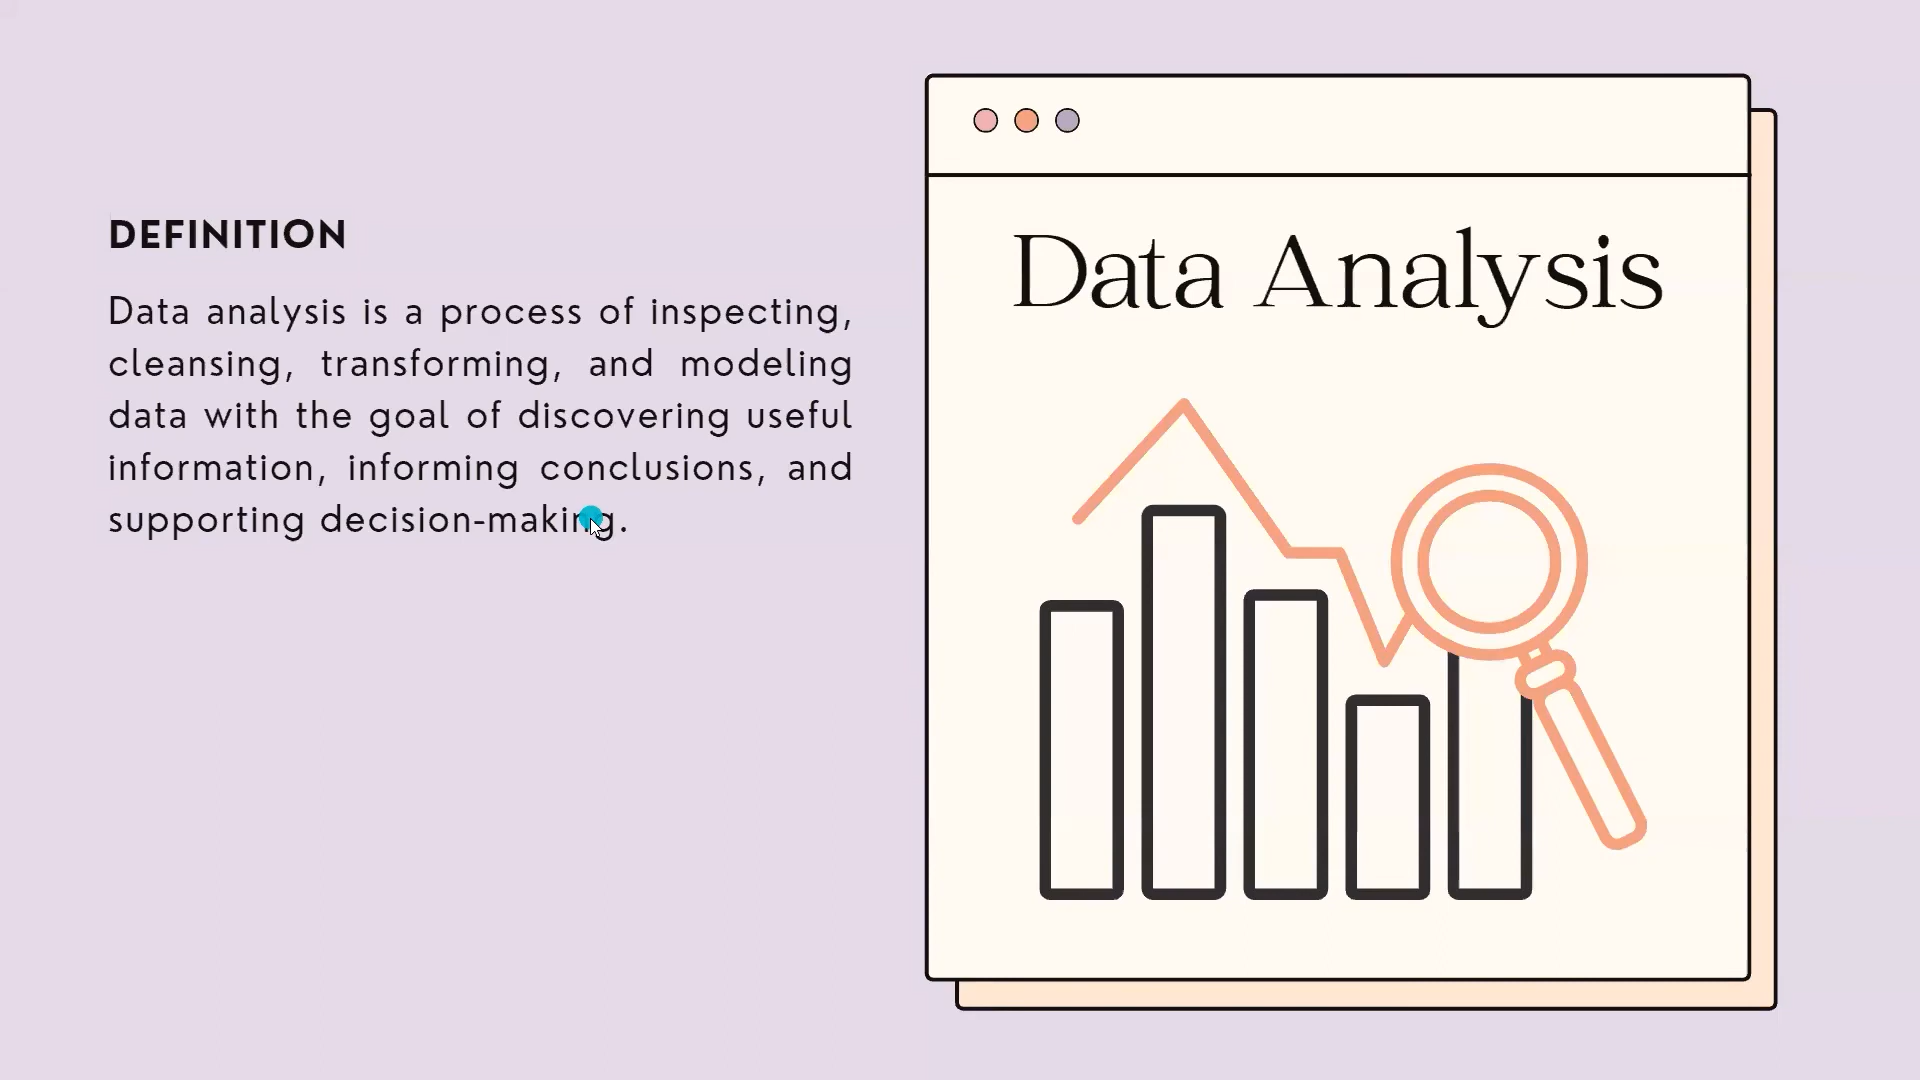 DEFINITION
Data analysis is a process of inspecting,
cleansing, transforming, and modeling
data with the goal of discovering useful
information, informing conclusions, and
supporting decision-making.
Data Analysis